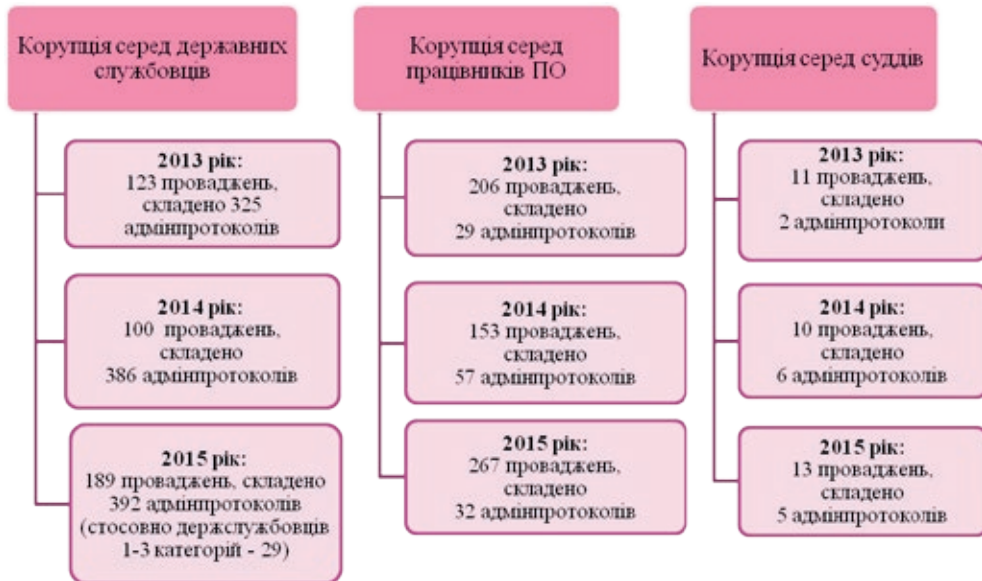 Корупція серед державних
службовців
2013 рік:
123 проваджень,
складено 325
адмінпротоколів
2014 рік:
100 проваджень,
складено
386 адмінпротоколів
2015 рік:
189 проваджень, складено
392 адмінпротоколів
(стосовно держслужбовців
1-3 категорій - 29)
Корупція серед
працівників ПО
2013 рік:
206 проваджень,
складено
29 адмінпротоколів
2014 рік:
153 проваджень,
складено
57 адмінпротоколів
2015 рік:
267 проваджень,
складено
32 адмінпротоколів
Корупція серед суддів
2013 рік:
11 проваджень,
складено
2 адмінпротоколи
2014 рік:
10 проваджень,
складено
6 адмінпротоколів
2015 рік:
13 проваджень,
складено
5 адмінпротоколів